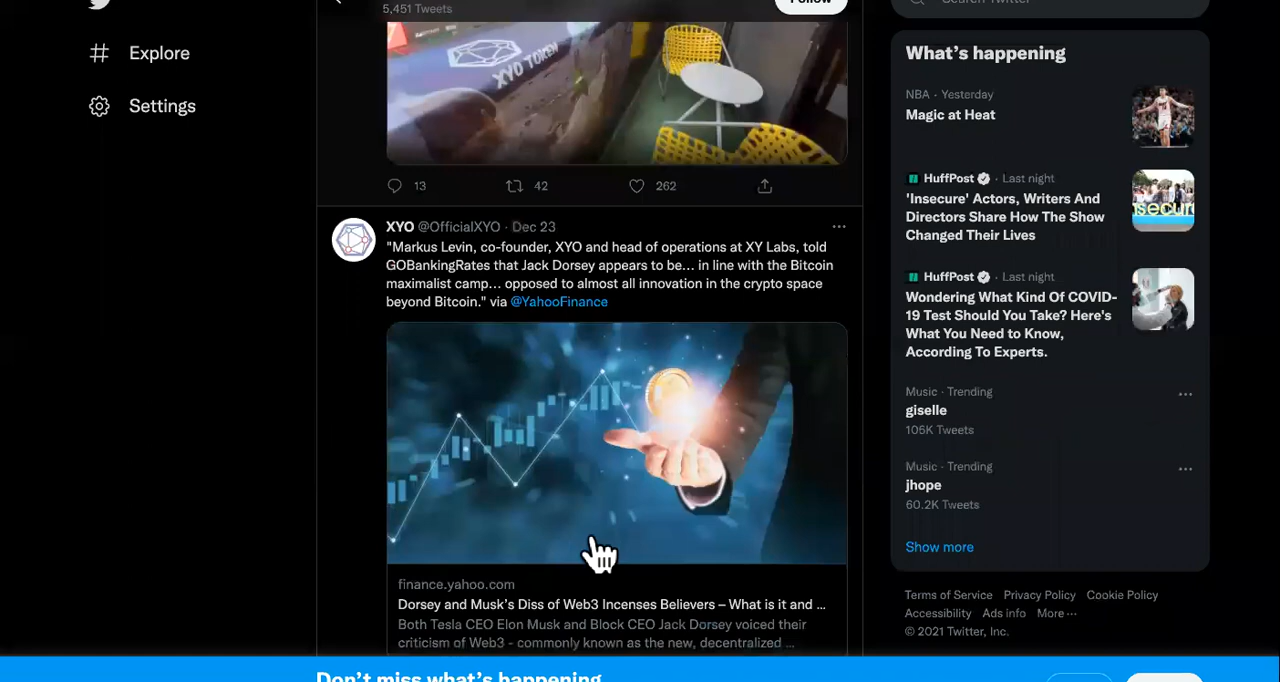 5,451 Tweets
Follow
Search Twitter
Explore
Settings
XYO TOKEN
13
42
262
XYO @OfficialXYO · Dec 23
"Markus Levin, co-founder, XYO and head of operations at XY Labs, told
GOBankingRates that Jack Dorsey appears to be... in line with the Bitcoin
maximalist camp... opposed to almost all innovation in the crypto space
beyond Bitcoin." via @YahooFinance
finance.yahoo.com
Dorsey and Musk's Diss of Web3 Incenses Believers – What is it and ...
Both Tesla CEO Elon Musk and Block CEO Jack Dorsey voiced their
criticism of Web3 - commonly known as the new, decentralized ...
What's happening
NBA · Yesterday
Magic at Heat
HuffPost · Last night
'Insecure' Actors, Writers And
Directors Share How The Show
Changed Their Lives
HuffPost · Last night
Wondering What Kind Of COVID-
19 Test Should You Take? Here's
What You Need to Know,
According To Experts.
Music · Trending
giselle
105K Tweets
Music · Trending
jhope
60.2K Tweets
Show more
Terms of Service Privacy Policy Cookie Policy
Accessibility Ads info More ···
© 2021 Twitter, Inc.
Don't miss what's happening